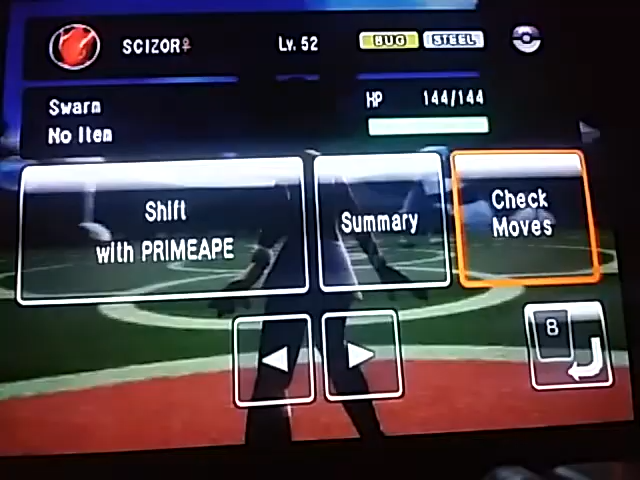 SCIZOR♀ Lv. 52 BUG STEEL
Swarm HP 144/144
No Item
Shift
with PRIMEAPE
Summary
Check
Moves
B